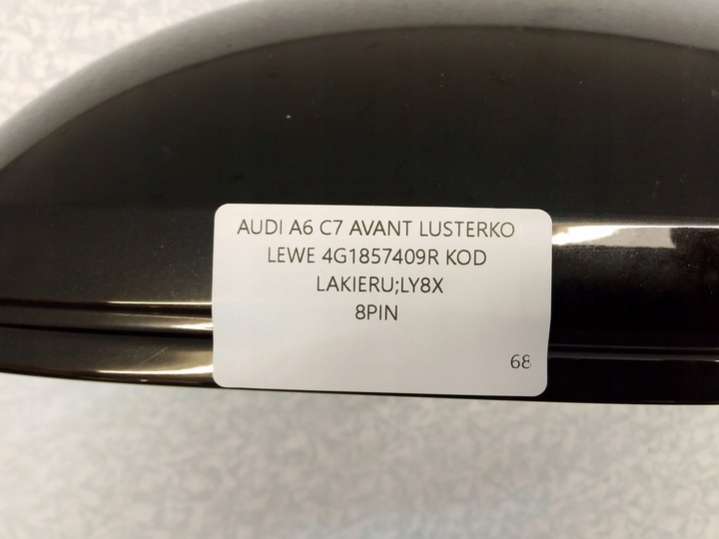 AUDI A6 C7 AVANT LUSTERKO
LEWE 4G1857409R KOD
LAKIERU;LY8X
8PIN
68